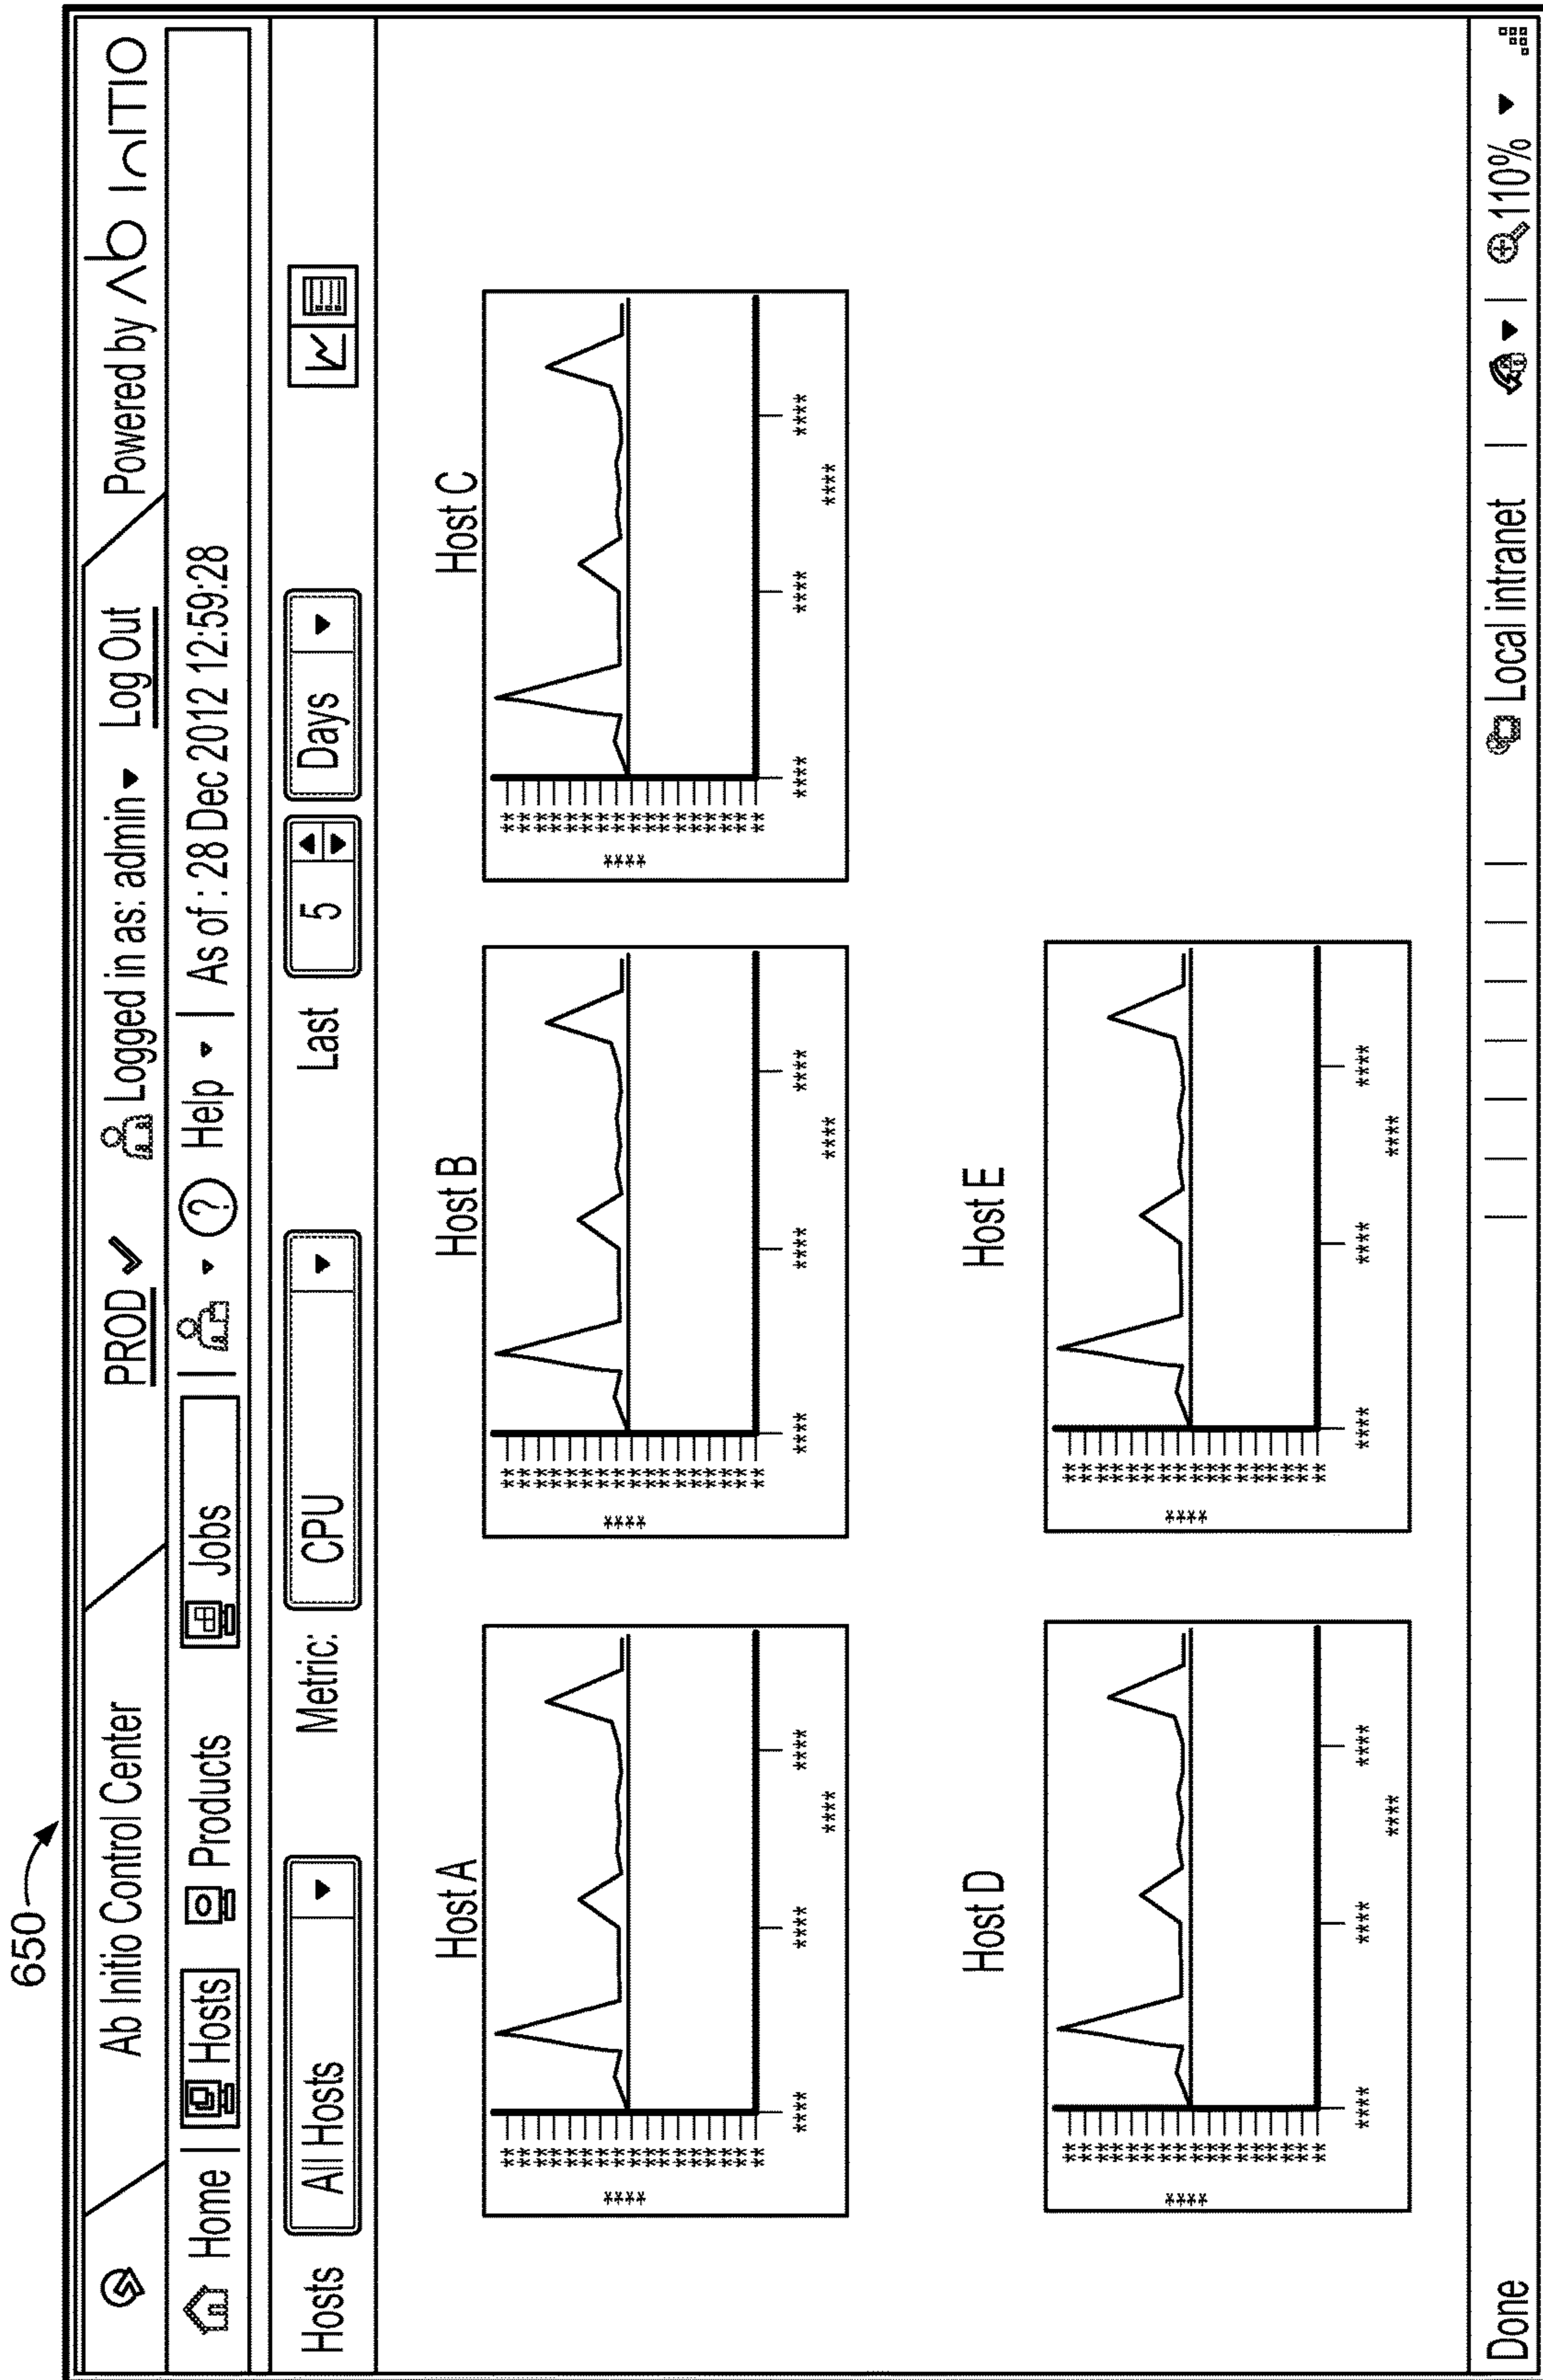 650
Ab Initio Control Center PROD Logged in as: admin Log Out Powered by Ab Initio
Home | Hosts Products Jobs | ? Help | As of : 28 Dec 2012 12:59:28
Hosts All Hosts Metric: CPU Last 5 Days
Host A Host B Host C
Host D Host E
Done Local intranet 110%